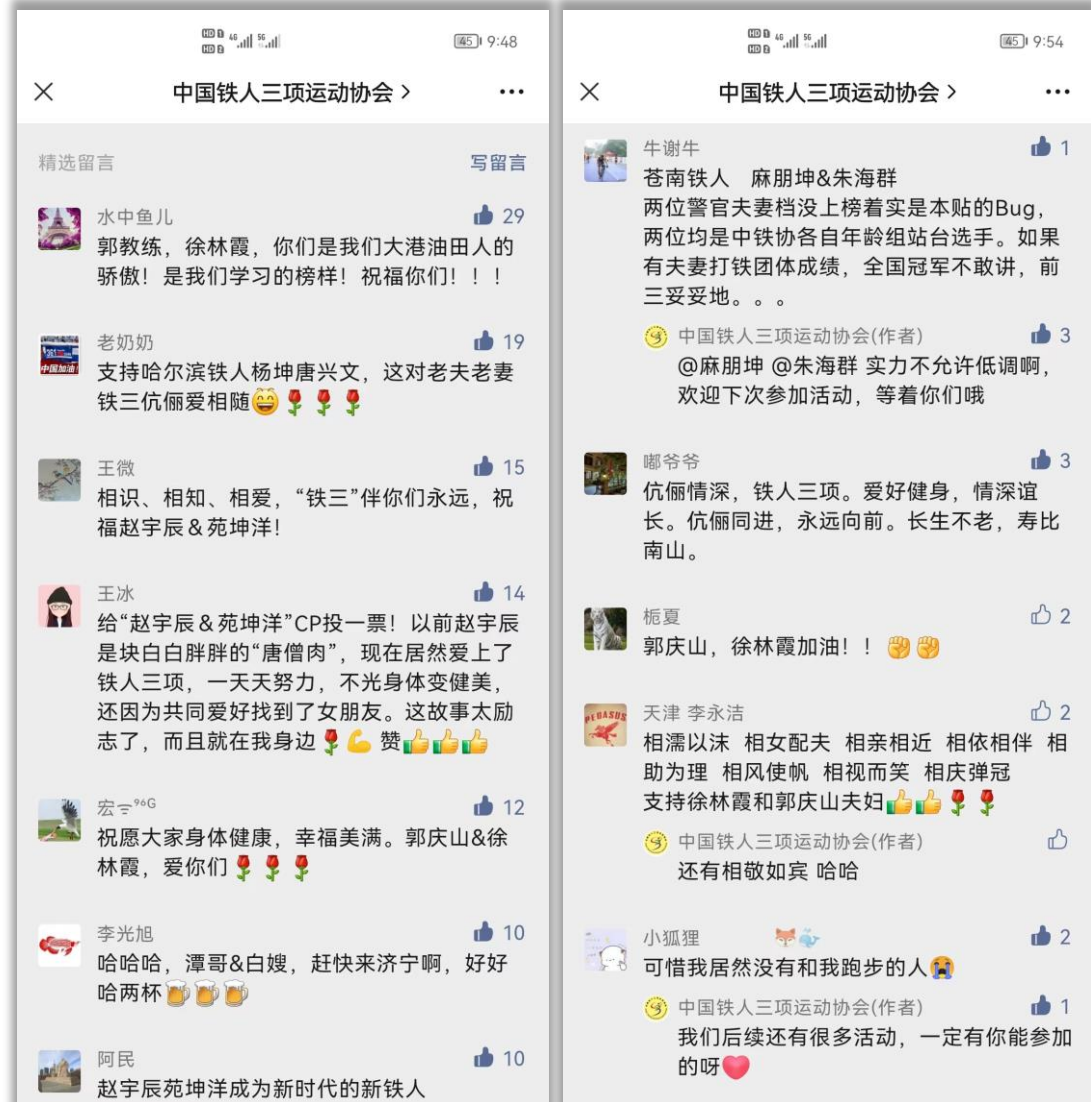 HD 1 HD 2 4G 5G 45 9:48
中国铁人三项运动协会 >
精选留言 写留言
水中鱼儿 29
郭教练，徐林霞，你们是我们大港油田人的
骄傲！是我们学习的榜样！祝福你们！！！
老奶奶 19
支持哈尔滨铁人杨坤唐兴文，这对老夫老妻
铁三伉俪爱相随😄🌹🌹🌹
王微 15
相识、相知、相爱，“铁三”伴你们永远，祝
福赵宇辰＆苑坤洋！
王冰 14
给“赵宇辰＆苑坤洋”CP投一票！以前赵宇辰
是块白白胖胖的“唐僧肉”，现在居然爱上了
铁人三项，一天天努力，不光身体变健美，
还因为共同爱好找到了女朋友。这故事太励
志了，而且就在我身边🌹💪 赞👍👍👍
宏 96G 12
祝愿大家身体健康，幸福美满。郭庆山&徐
林霞，爱你们🌹🌹🌹
李光旭 10
哈哈哈，潭哥&白嫂，赶快来济宁啊，好好
哈两杯🍺🍺🍺
阿民 10
赵宇辰苑坤洋成为新时代的新铁人
HD 1 HD 2 4G 5G 45 9:54
中国铁人三项运动协会 >
牛谢牛 1
苍南铁人 麻朋坤&朱海群
两位警官夫妻档没上榜着实是本贴的Bug，
两位均是中铁协各自年龄组站台选手。如果
有夫妻打铁团体成绩，全国冠军不敢讲，前
三妥妥地。。。
中国铁人三项运动协会(作者) 3
@麻朋坤 @朱海群 实力不允许低调啊，
欢迎下次参加活动，等着你们哦
嘟爷爷 3
伉俪情深，铁人三项。爱好健身，情深谊
长。伉俪同进，永远向前。长生不老，寿比
南山。
栀夏 2
郭庆山，徐林霞加油！！✊✊
天津 李永洁 2
相濡以沫 相女配夫 相亲相近 相依相伴 相
助为理 相风使帆 相视而笑 相庆弹冠
支持徐林霞和郭庆山夫妇👍👍🌹🌹
中国铁人三项运动协会(作者)
还有相敬如宾 哈哈
小狐狸 🦊🐳 2
可惜我居然没有和我跑步的人😭
中国铁人三项运动协会(作者) 1
我们后续还有很多活动，一定有你能参加
的呀❤️
PEGASUS
361°
中国加油!